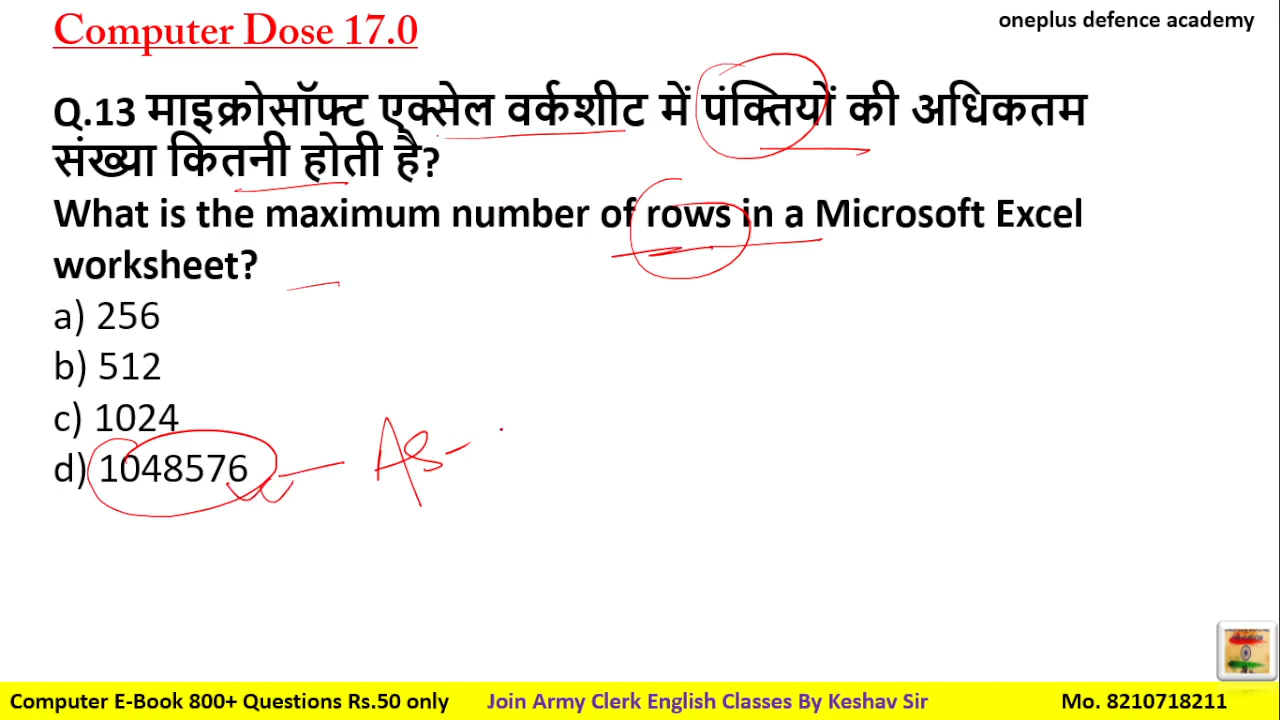 Computer Dose 17.0
oneplus defence academy
Q.13 माइक्रोसॉफ्ट एक्सेल वर्कशीट में पंक्तियों की अधिकतम
संख्या कितनी होती है?
What is the maximum number of rows in a Microsoft Excel
worksheet?
a) 256
b) 512
c) 1024
d) 1048576
Computer E-Book 800+ Questions Rs.50 only Join Army Clerk English Classes By Keshav Sir Mo. 8210718211